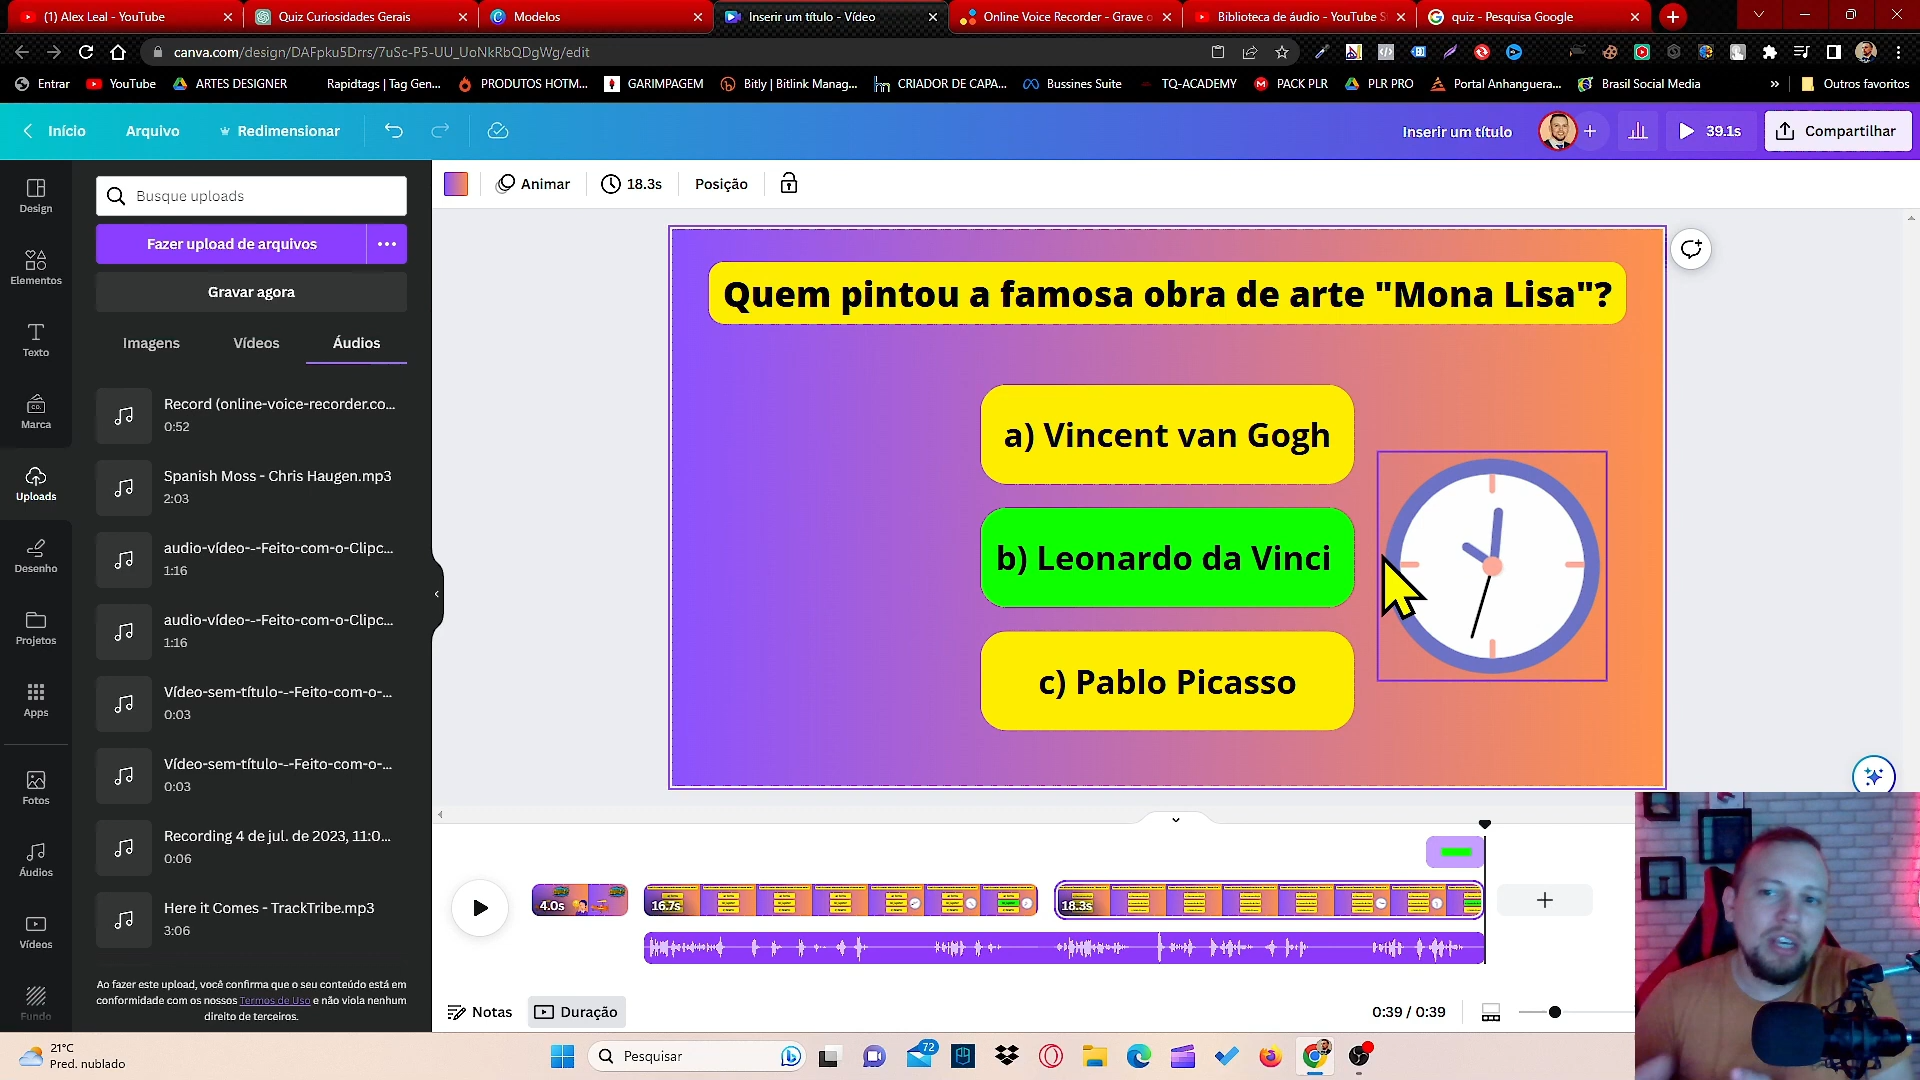 (1) Alex Leal - YouTube
Quiz Curiosidades Gerais
Modelos
Inserir um título - Vídeo
Online Voice Recorder - Grave o
Biblioteca de áudio - YouTube S
quiz - Pesquisa Google
canva.com/design/DAFpku5Drrs/7uSc-P5-UU_UoNkRbQDgWg/edit
Entrar
YouTube
ARTES DESIGNER
Rapidtags | Tag Gen...
PRODUTOS HOTM...
GARIMPAGEM
Bitly | Bitlink Manag...
CRIADOR DE CAPA...
Bussines Suite
TQ-ACADEMY
PACK PLR
PLR PRO
Portal Anhanguera...
Brasil Social Media
»
Outros favoritos
Início
Arquivo
Redimensionar
Inserir um título
39.1s
Compartilhar
Design
Elementos
Texto
Marca
Uploads
Desenho
Projetos
Apps
Fotos
Áudios
Vídeos
Fundo
Busque uploads
Fazer upload de arquivos
Gravar agora
Imagens
Vídeos
Áudios
Record (online-voice-recorder.co...
0:52
Spanish Moss - Chris Haugen.mp3
2:03
audio-vídeo-–-Feito-com-o-Clipc...
1:16
audio-vídeo-–-Feito-com-o-Clipc...
1:16
Vídeo-sem-título-–-Feito-com-o-...
0:03
Vídeo-sem-título-–-Feito-com-o-...
0:03
Recording 4 de jul. de 2023, 11:0...
0:06
Here it Comes - TrackTribe.mp3
3:06
Ao fazer este upload, você confirma que o seu conteúdo está em
conformidade com os nossos Termos de Uso e não viola nenhum
direito de terceiros.
Animar
18.3s
Posição
Quem pintou a famosa obra de arte "Mona Lisa"?
a) Vincent van Gogh
b) Leonardo da Vinci
c) Pablo Picasso
4.0s
16.7s
18.3s
Notas
Duração
0:39 / 0:39
21°C
Pred. nublado
Pesquisar
72